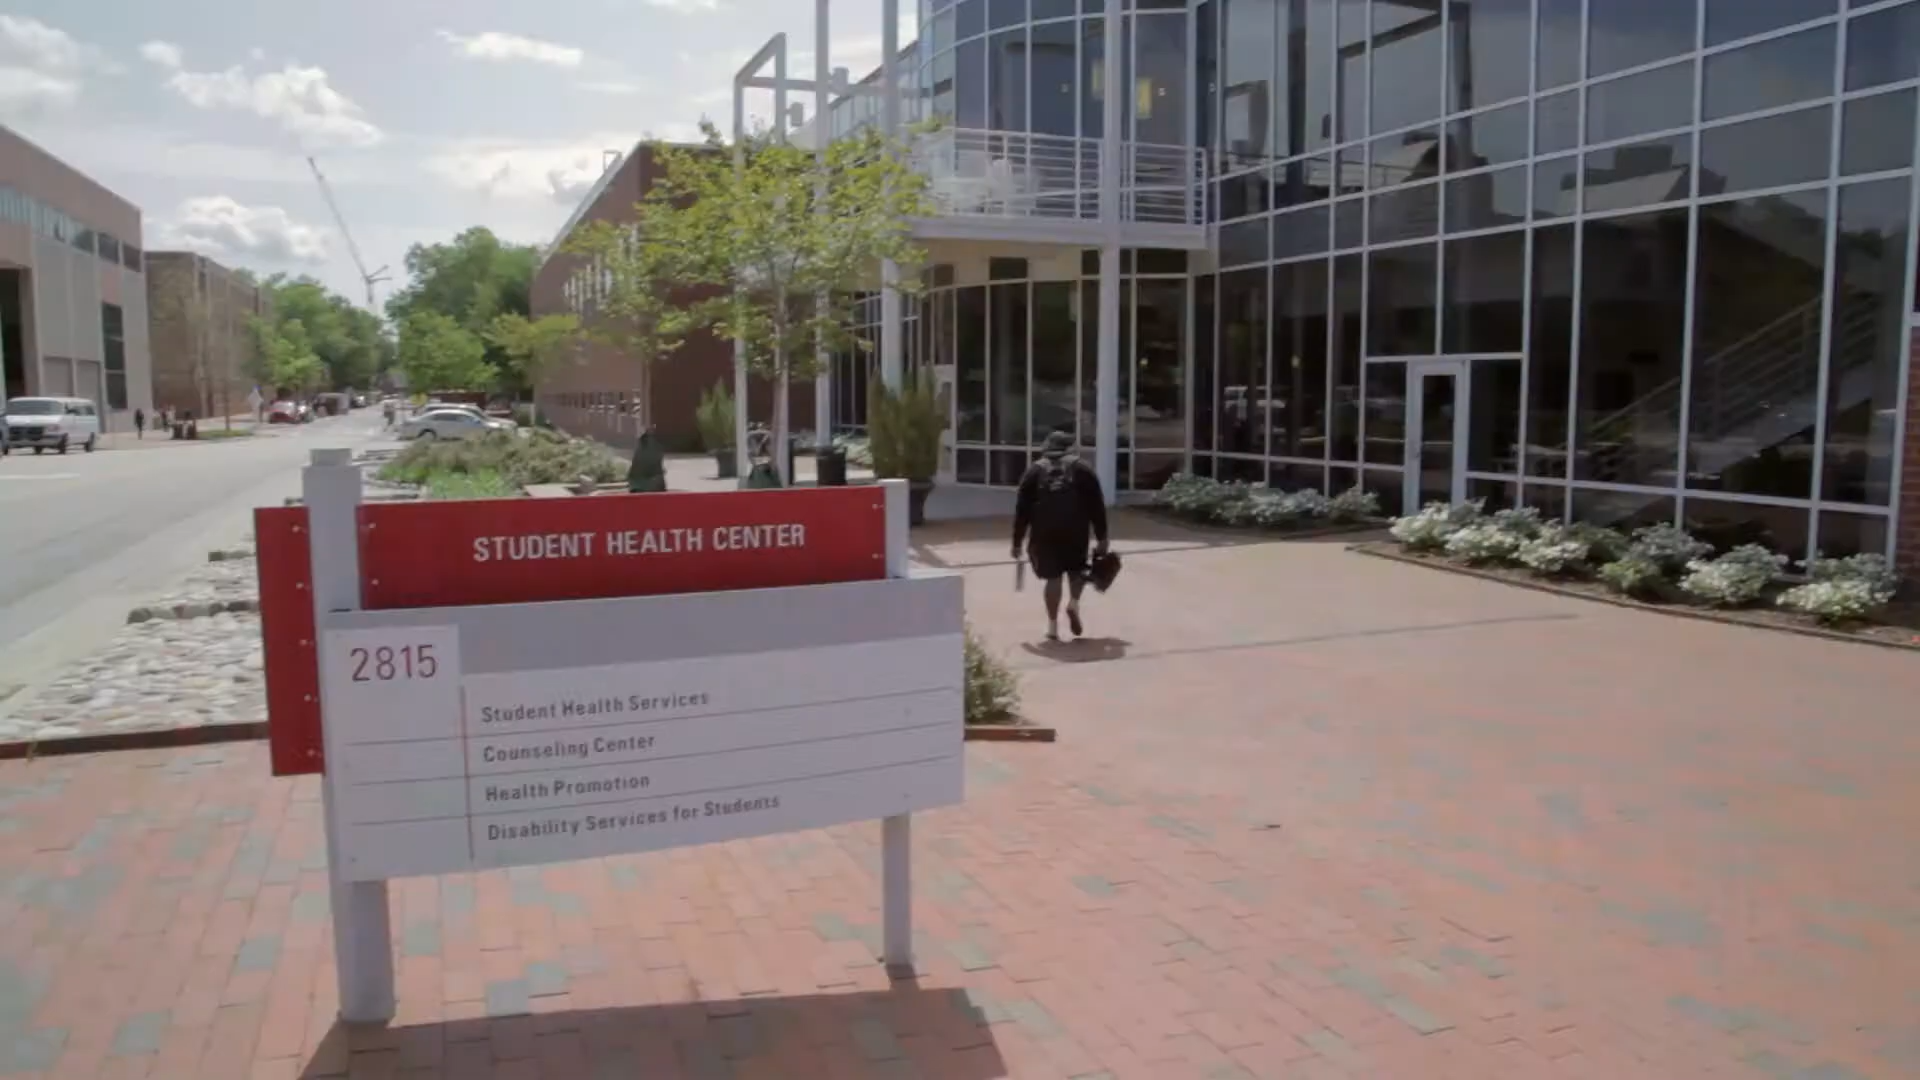 STUDENT HEALTH CENTER
2815
Student Health Services
Counseling Center
Health Promotion
Disability Services for Students